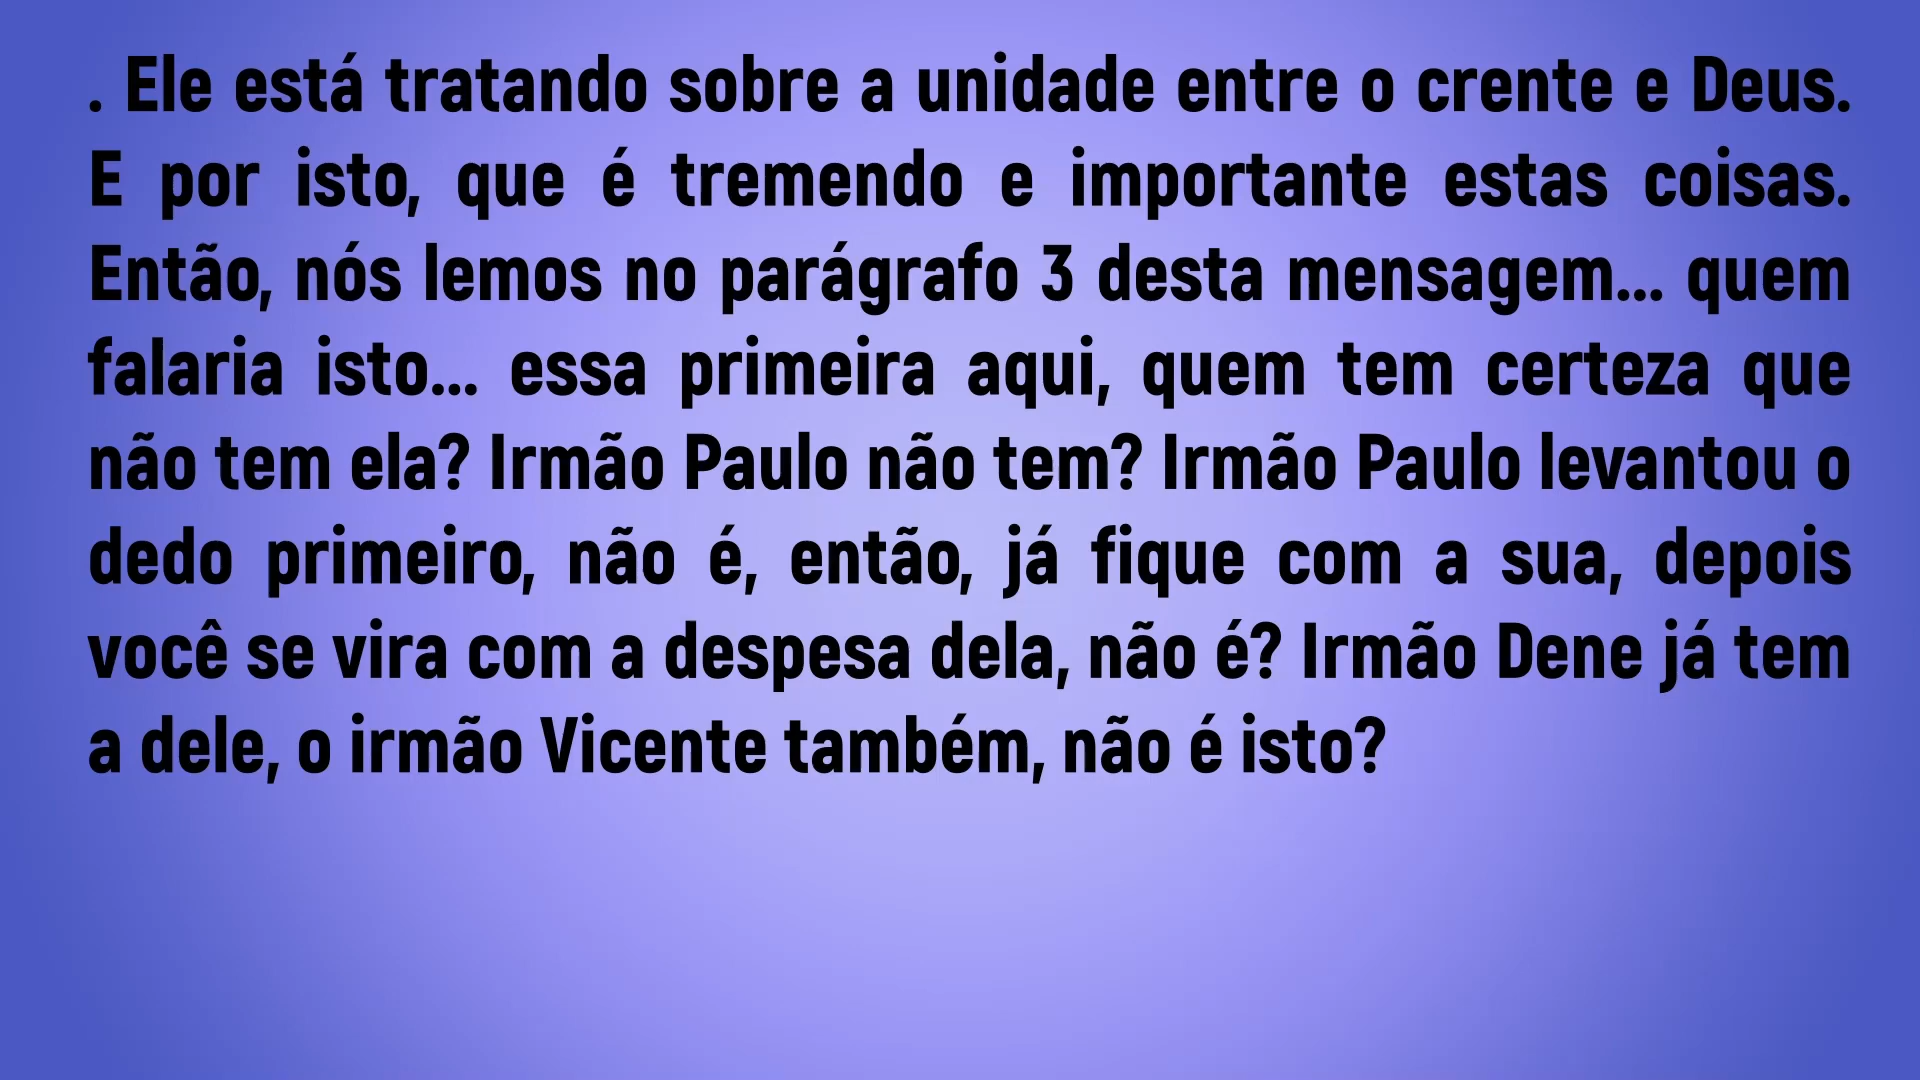 . Ele está tratando sobre a unidade entre o crente e Deus.
E por isto, que é tremendo e importante estas coisas.
Então, nós lemos no parágrafo 3 desta mensagem... quem
falaria isto... essa primeira aqui, quem tem certeza que
não tem ela? Irmão Paulo não tem? Irmão Paulo levantou o
dedo primeiro, não é, então, já fique com a sua, depois
você se vira com a despesa dela, não é? Irmão Dene já tem
a dele, o irmão Vicente também, não é isto?